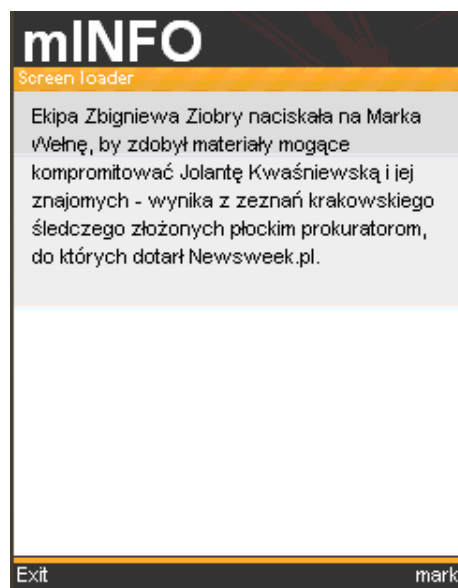 mINFO
Screen loader
Ekipa Zbigniewa Ziobry naciskała na Marka
Wełnę, by zdobył materiały mogące
kompromitować Jolantę Kwaśniewską i jej
znajomych - wynika z zeznań krakowskiego
śledczego złożonych płockim prokuratorom,
do których dotarł Newsweek.pl.
Exit mark